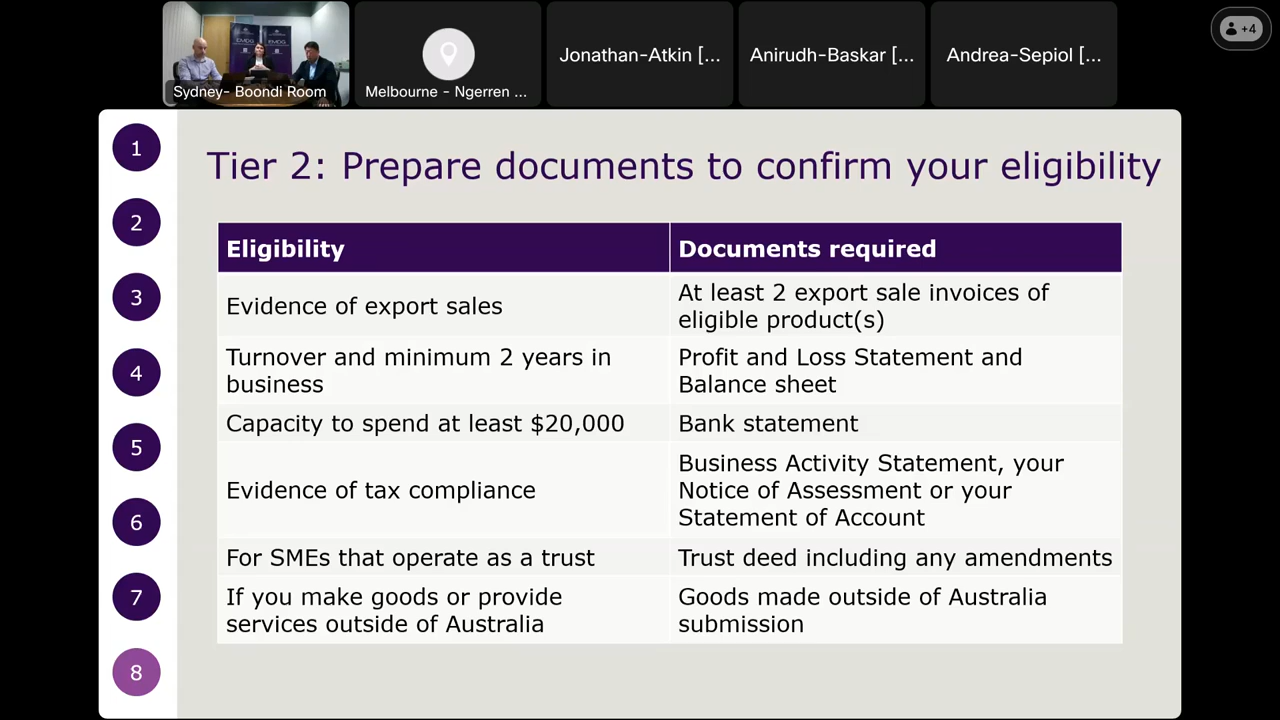 EMDG
Sydney- Boondi Room
Melbourne - Ngerren ...
Jonathan-Atkin [...
Anirudh-Baskar [...
Andrea-Sepiol [...
+4
1
2
3
4
5
6
7
8
Tier 2: Prepare documents to confirm your eligibility
Eligibility
Documents required
Evidence of export sales
At least 2 export sale invoices of
eligible product(s)
Turnover and minimum 2 years in
business
Profit and Loss Statement and
Balance sheet
Capacity to spend at least $20,000
Bank statement
Evidence of tax compliance
Business Activity Statement, your
Notice of Assessment or your
Statement of Account
For SMEs that operate as a trust
Trust deed including any amendments
If you make goods or provide
services outside of Australia
Goods made outside of Australia
submission